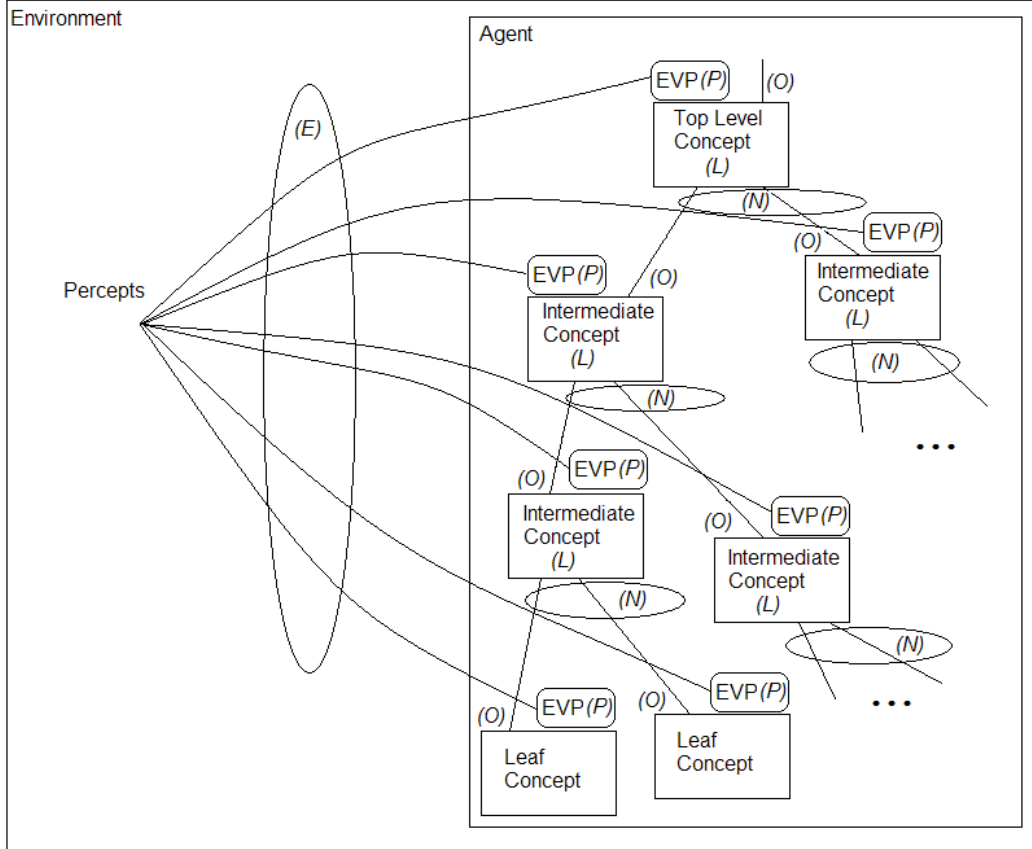 Environment
Agent
EVP(P)
(O)
(E)
Top Level
Concept
(L)
(N)
EVP(P)
(O)
EVP(P)
(O)
Intermediate
Concept
(L)
Percepts
Intermediate
Concept
(L)
(N)
(N)
EVP(P)
(O)
...
Intermediate
Concept
(L)
EVP(P)
(O)
Intermediate
Concept
(L)
(N)
(N)
EVP(P)
(O)
...
EVP(P)
(O)
Leaf
Concept
Leaf
Concept